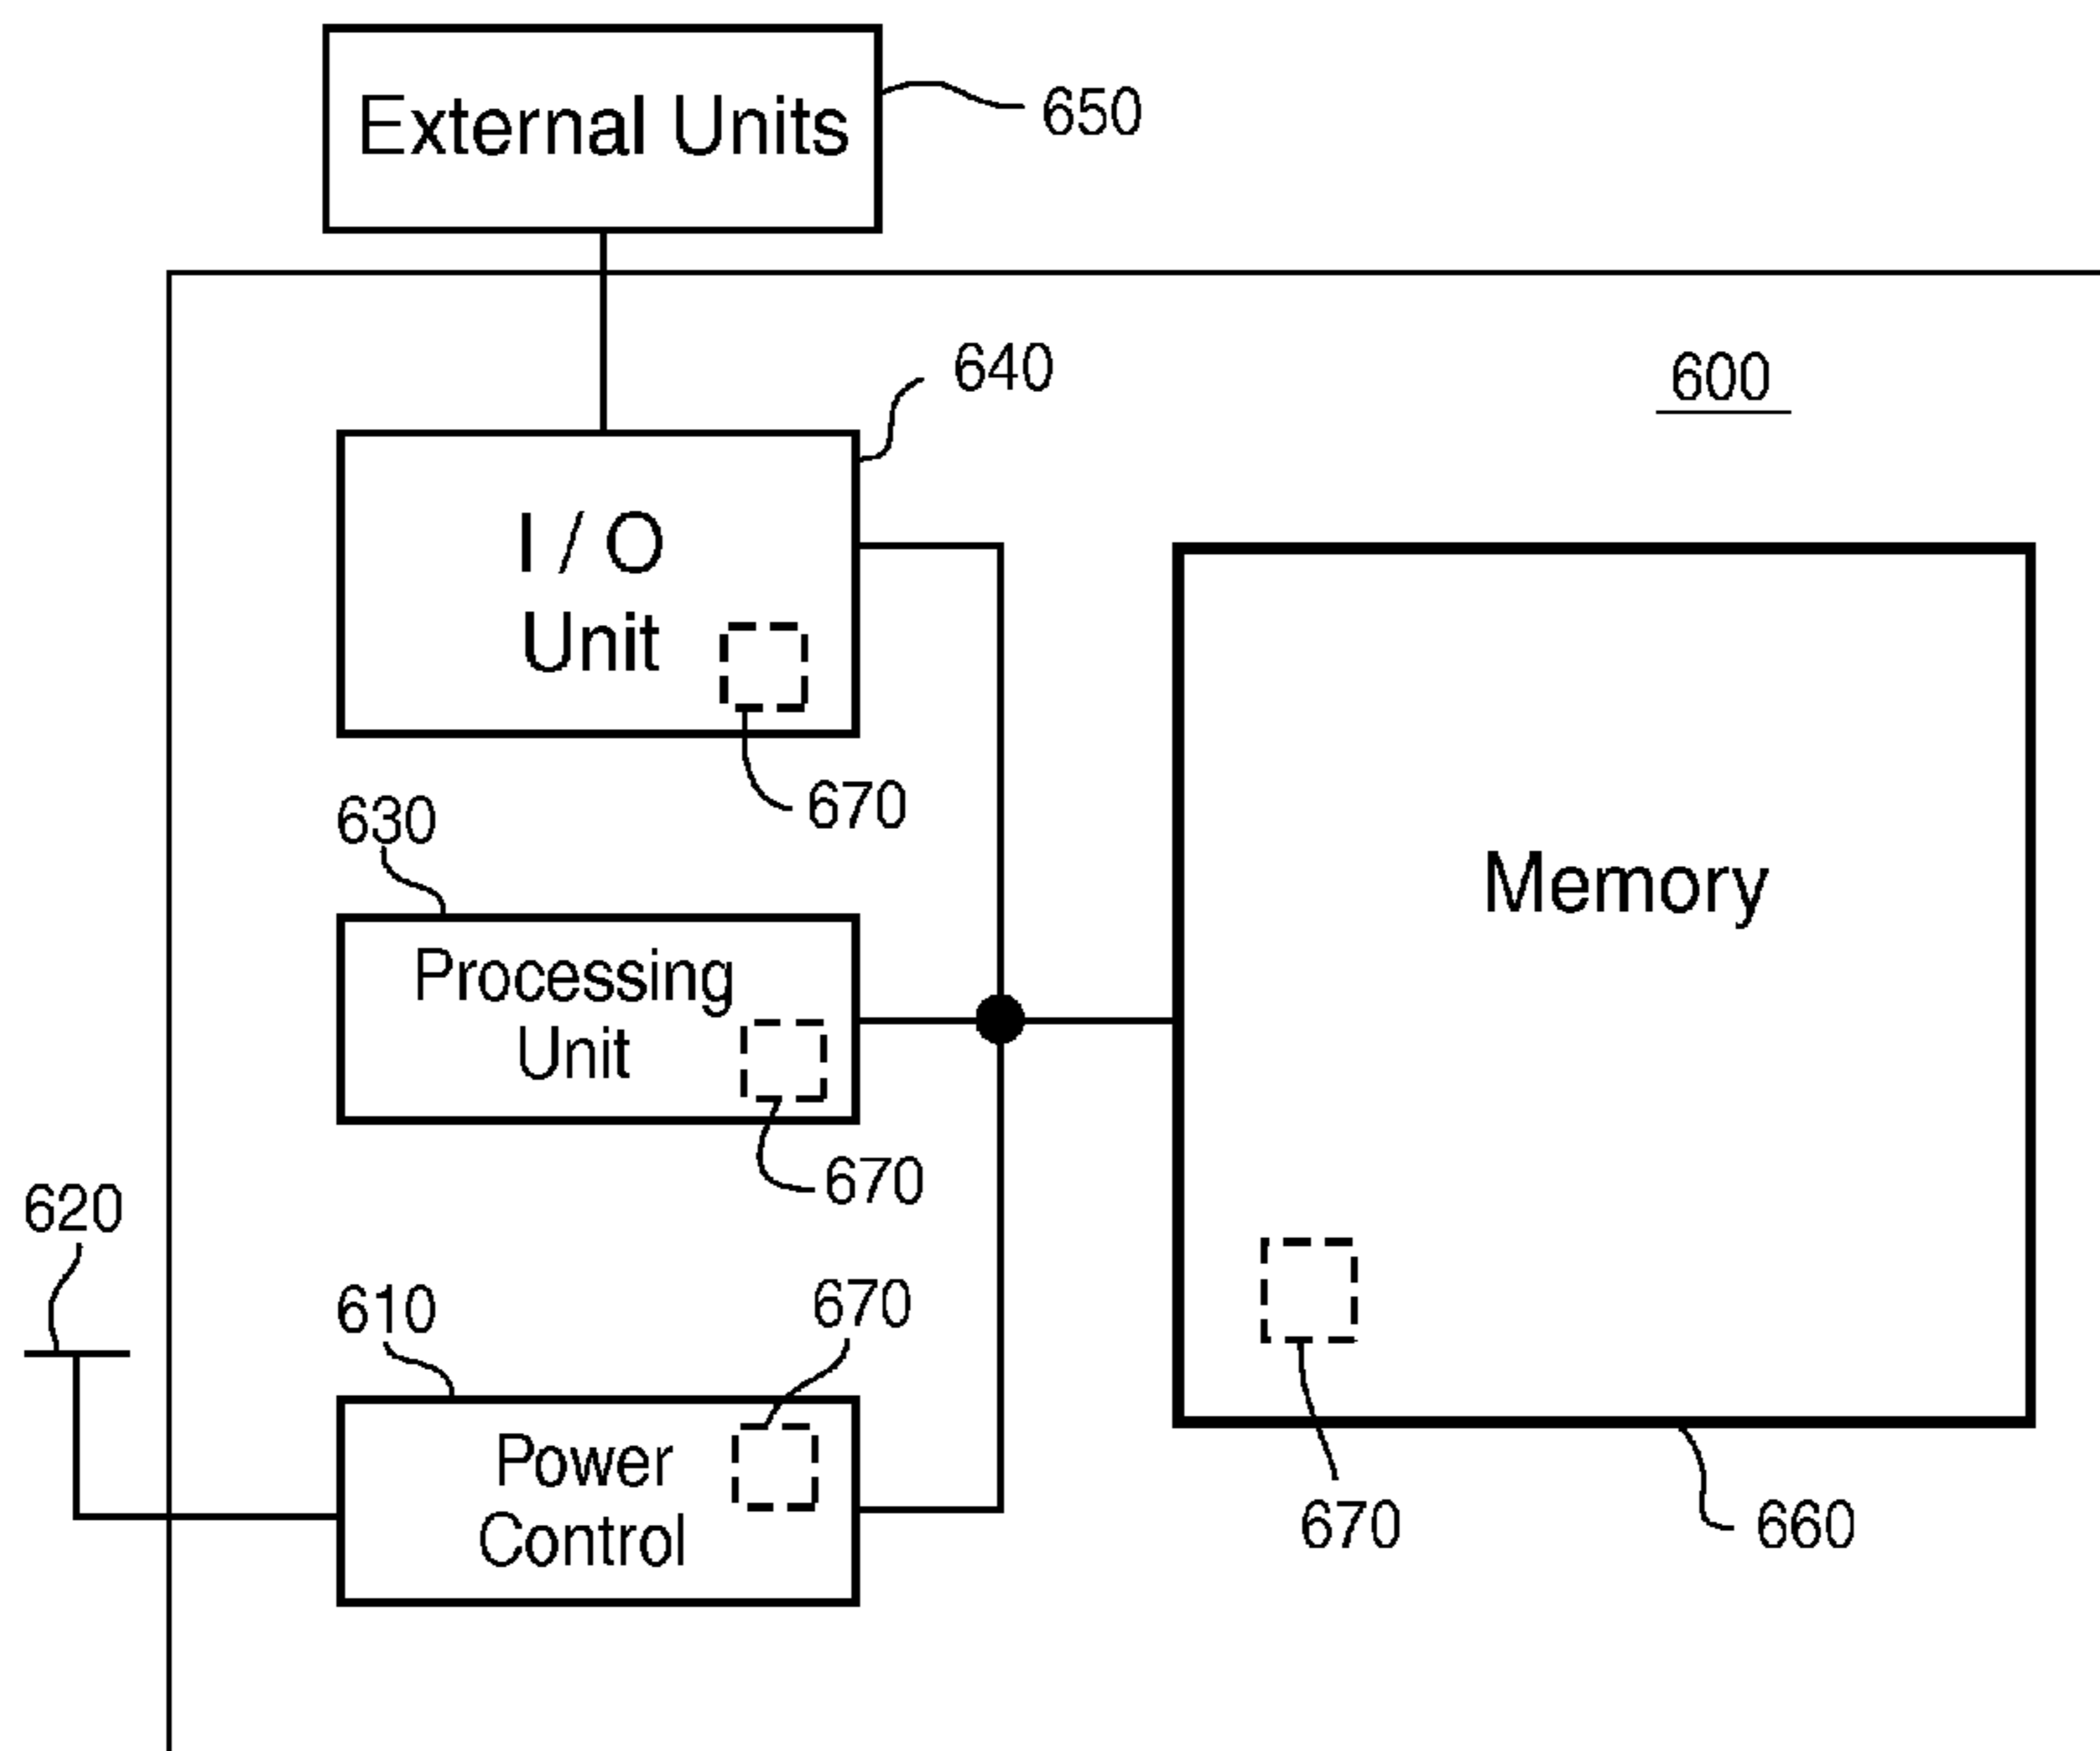 External Units
650
640
600
I / O
Unit
670
630
Memory
Processing
Unit
670
620
610
670
Power
Control
670
660